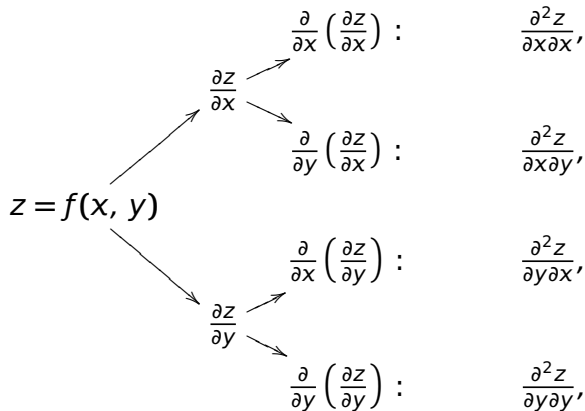 ∂/∂x (∂z/∂x) : ∂²z/∂x∂x,
∂z/∂x
∂/∂y (∂z/∂x) : ∂²z/∂x∂y,
z = f(x, y)
∂/∂x (∂z/∂y) : ∂²z/∂y∂x,
∂z/∂y
∂/∂y (∂z/∂y) : ∂²z/∂y∂y,